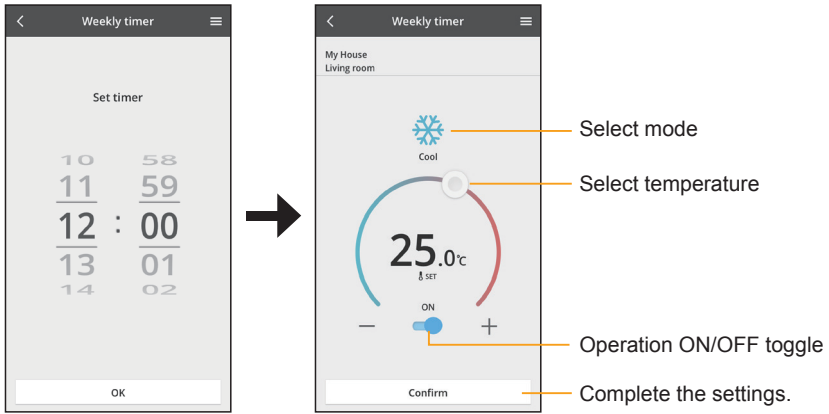 Weekly timer
Set timer
10 58
11 59
12 : 00
13 01
14 02
OK
Weekly timer
My House
Living room
Cool
25.0℃
SET
ON
Confirm
Select mode
Select temperature
Operation ON/OFF toggle
Complete the settings.